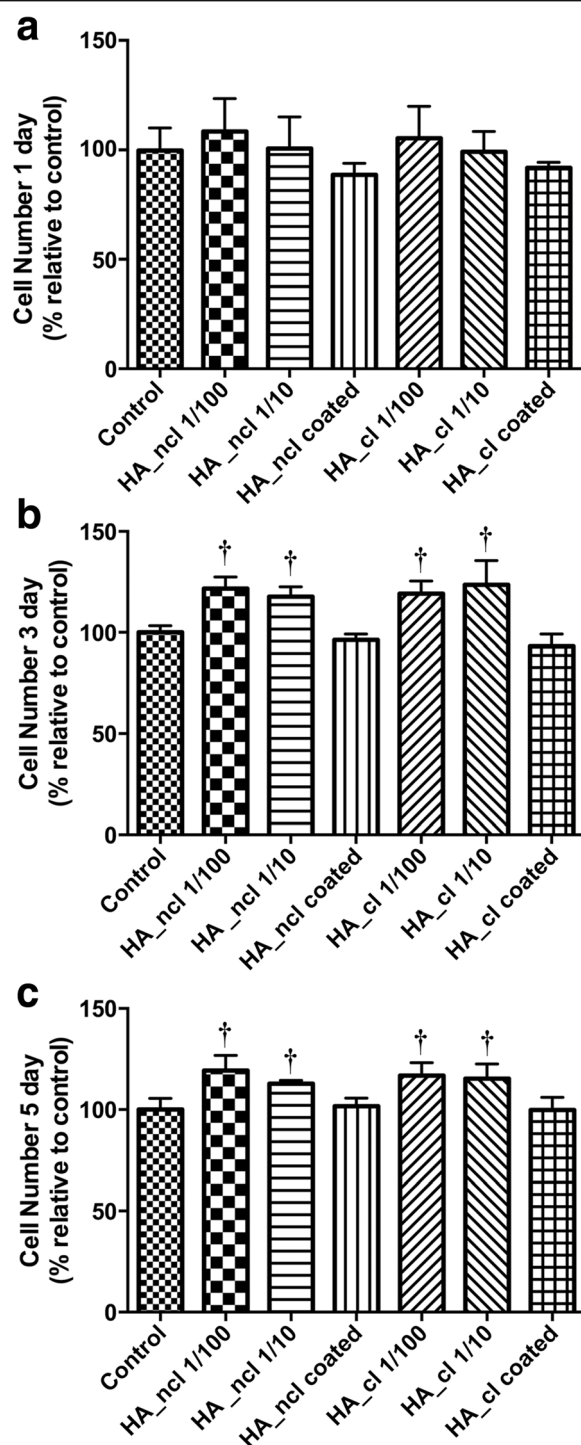 a
Cell Number 1 day
(% relative to control)
150
100
50
0
Control
HA_ncl 1/100
HA_ncl 1/10
HA_ncl coated
HA_cl 1/100
HA_cl 1/10
HA_cl coated
b
Cell Number 3 day
(% relative to control)
150
100
50
0
†
†
†
†
Control
HA_ncl 1/100
HA_ncl 1/10
HA_ncl coated
HA_cl 1/100
HA_cl 1/10
HA_cl coated
c
Cell Number 5 day
(% relative to control)
150
100
50
0
†
†
†
†
Control
HA_ncl 1/100
HA_ncl 1/10
HA_ncl coated
HA_cl 1/100
HA_cl 1/10
HA_cl coated